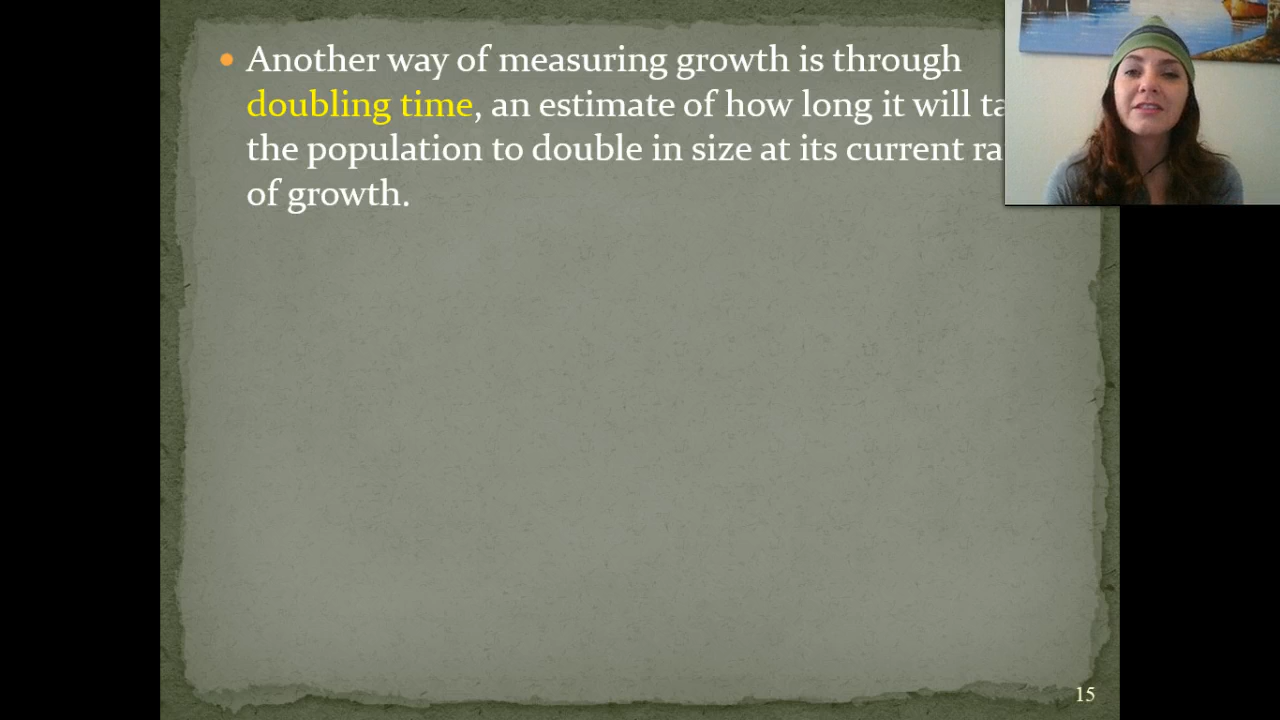 Another way of measuring growth is through
doubling time, an estimate of how long it will ta
the population to double in size at its current ra
of growth.
15